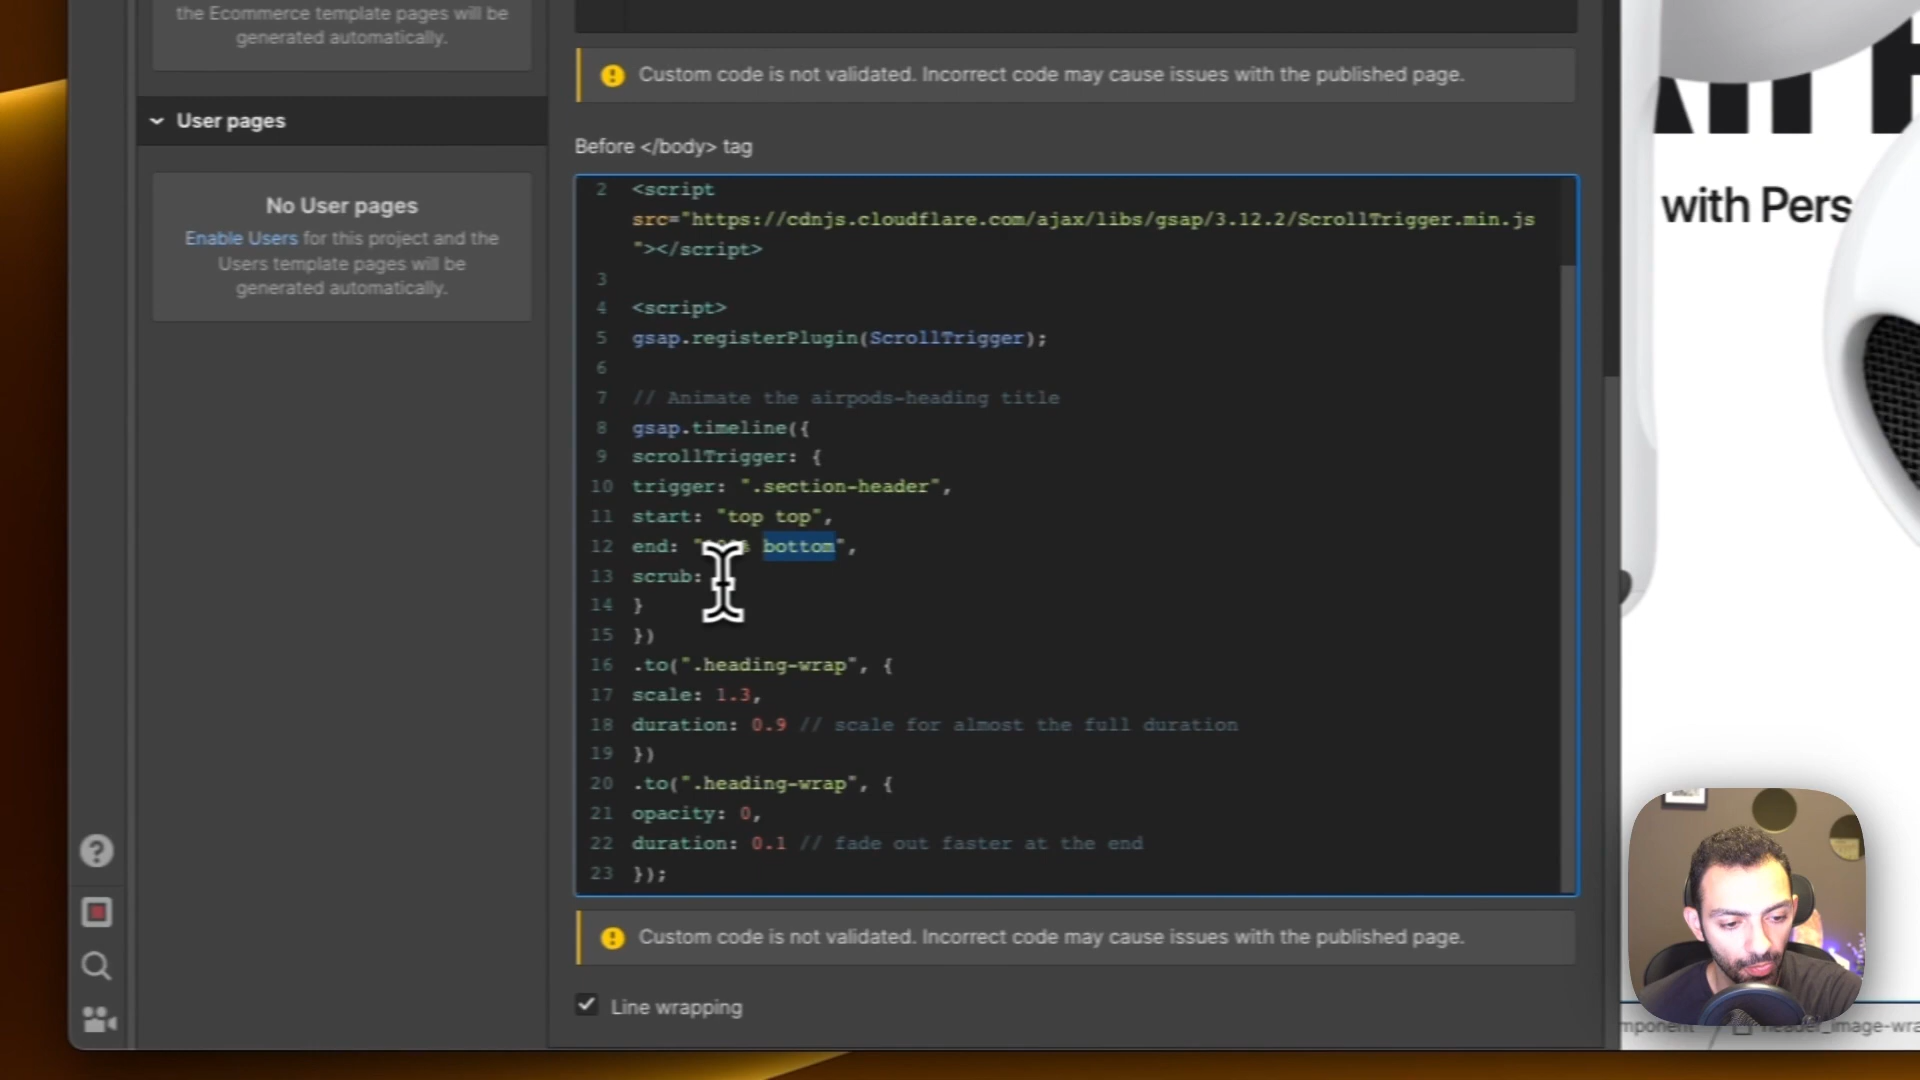 the Ecommerce template pages will be
generated automatically.
User pages
No User pages
Enable Users for this project and the
Users template pages will be
generated automatically.
Custom code is not validated. Incorrect code may cause issues with the published page.
Before </body> tag
2 <script
src="https://cdnjs.cloudflare.com/ajax/libs/gsap/3.12.2/ScrollTrigger.min.js
"></script>
3
4 <script>
5 gsap.registerPlugin(ScrollTrigger);
6
7 // Animate the airpods-heading title
8 gsap.timeline({
9 scrollTrigger: {
10 trigger: ".section-header",
11 start: "top top",
12 end: " bottom",
13 scrub:
14 }
15 })
16 .to(".heading-wrap", {
17 scale: 1.3,
18 duration: 0.9 // scale for almost the full duration
19 })
20 .to(".heading-wrap", {
21 opacity: 0,
22 duration: 0.1 // fade out faster at the end
23 });
Custom code is not validated. Incorrect code may cause issues with the published page.
Line wrapping
with Pers